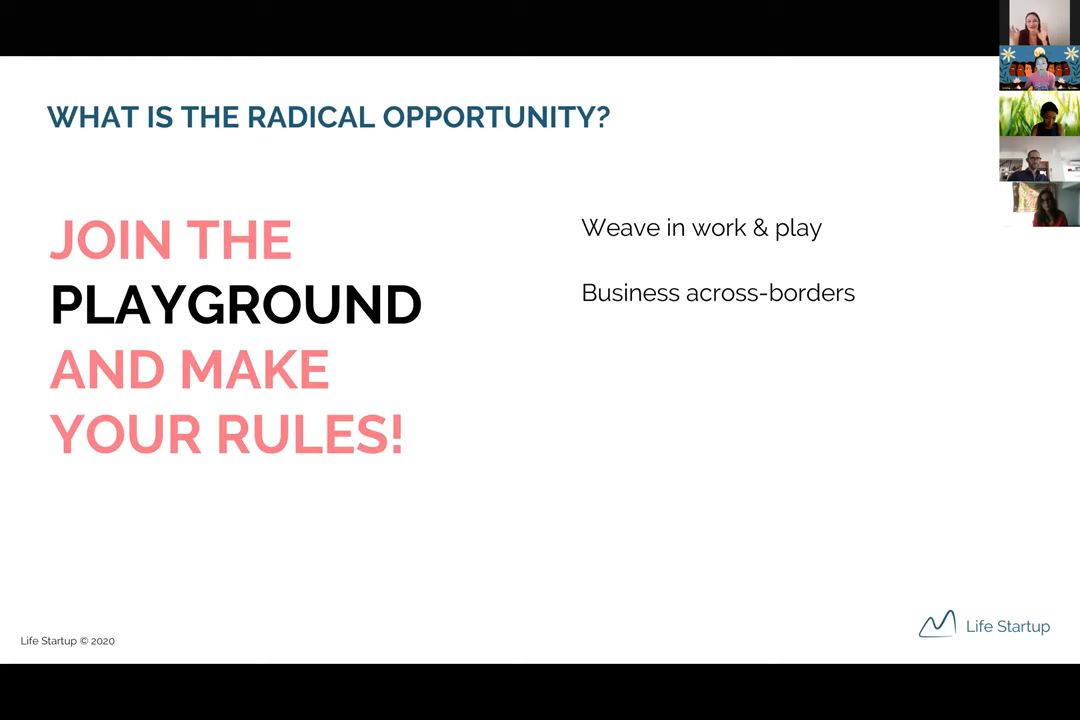 WHAT IS THE RADICAL OPPORTUNITY?
JOIN THE
PLAYGROUND
AND MAKE
YOUR RULES!
Weave in work & play
Business across-borders
Life Startup © 2020
Life Startup